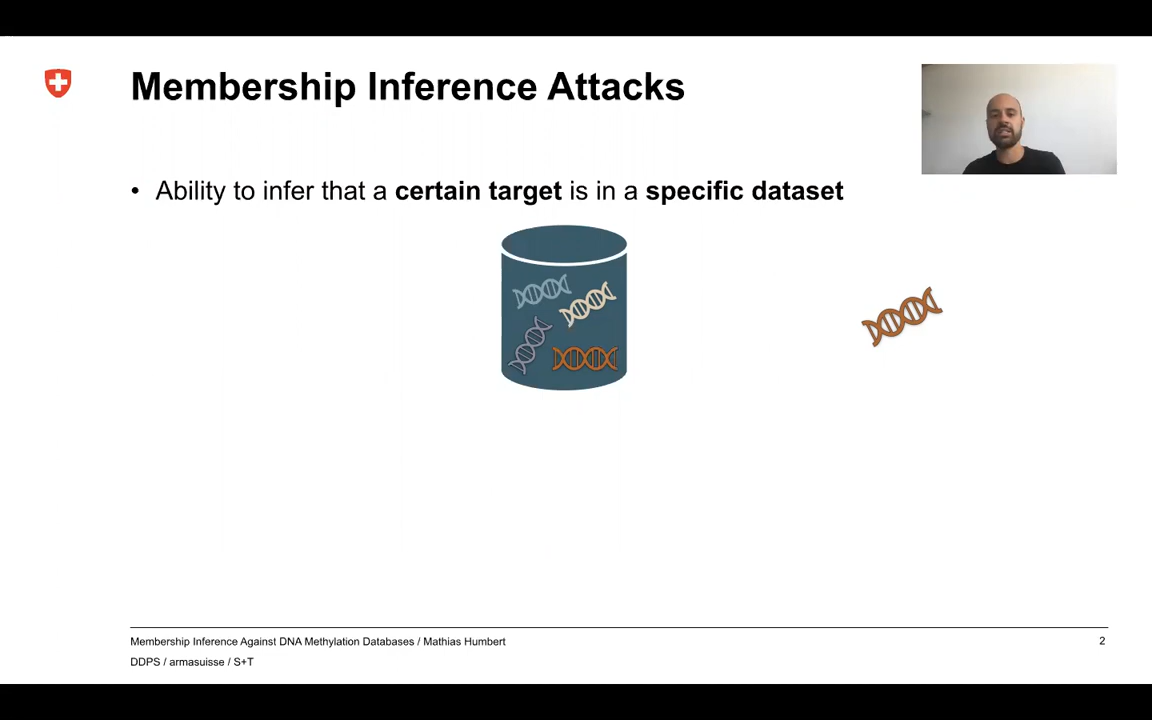 Membership Inference Attacks
• Ability to infer that a certain target is in a specific dataset
Membership Inference Against DNA Methylation Databases / Mathias Humbert
2
DDPS / armasuisse / S+T